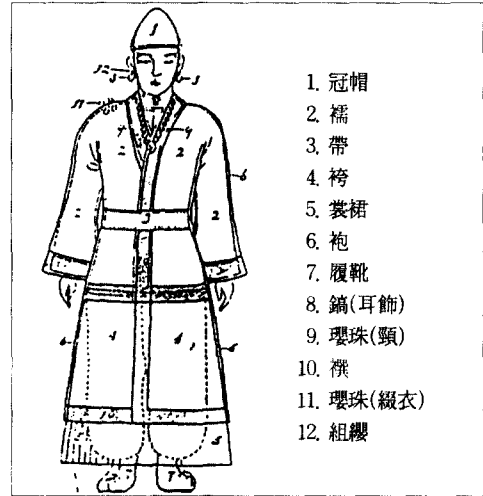 1. 冠帽
2. 襦
3. 帶
4. 袴
5. 裳裙
6. 袍
7. 履靴
8. 鎬(耳飾)
9. 瓔珠(頸)
10. 襈
11. 瓔珠(綴衣)
12. 組纓